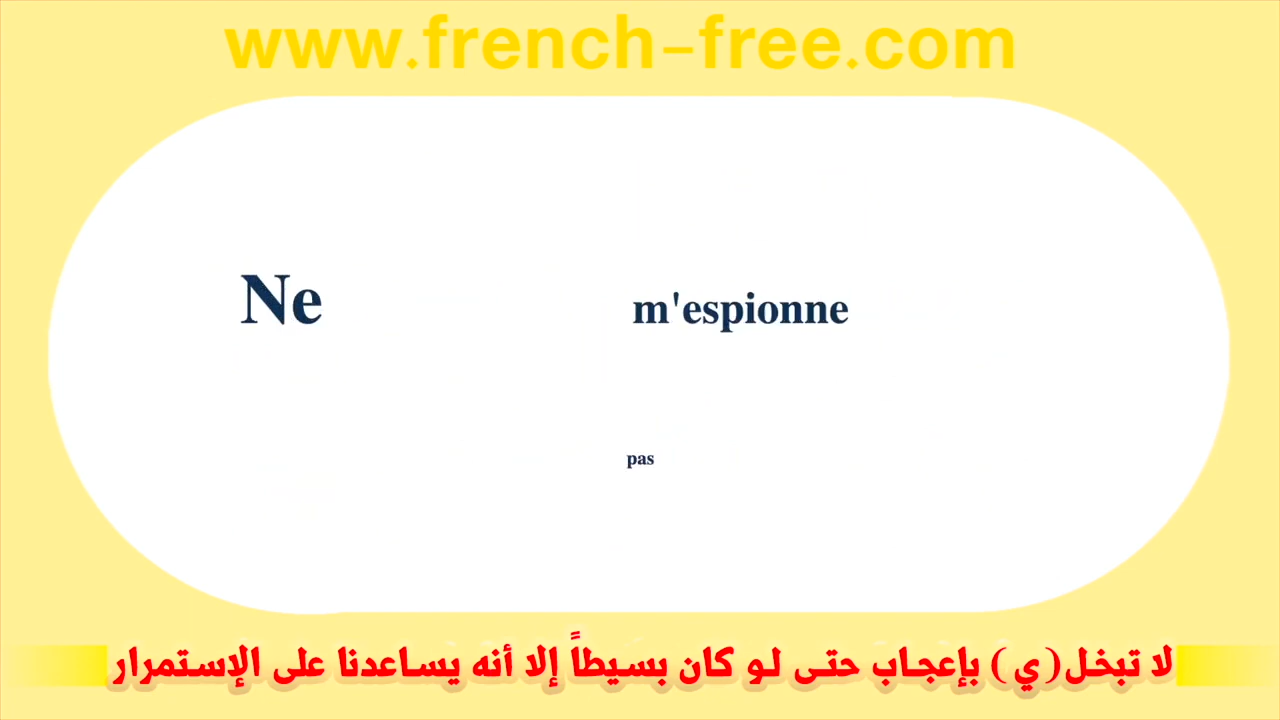 www.french-free.com
Ne m'espionne
pas
لا تبخل(ي) بإعجاب حتى لو كان بسيطاً إلا أنه يساعدنا على الإستمرار